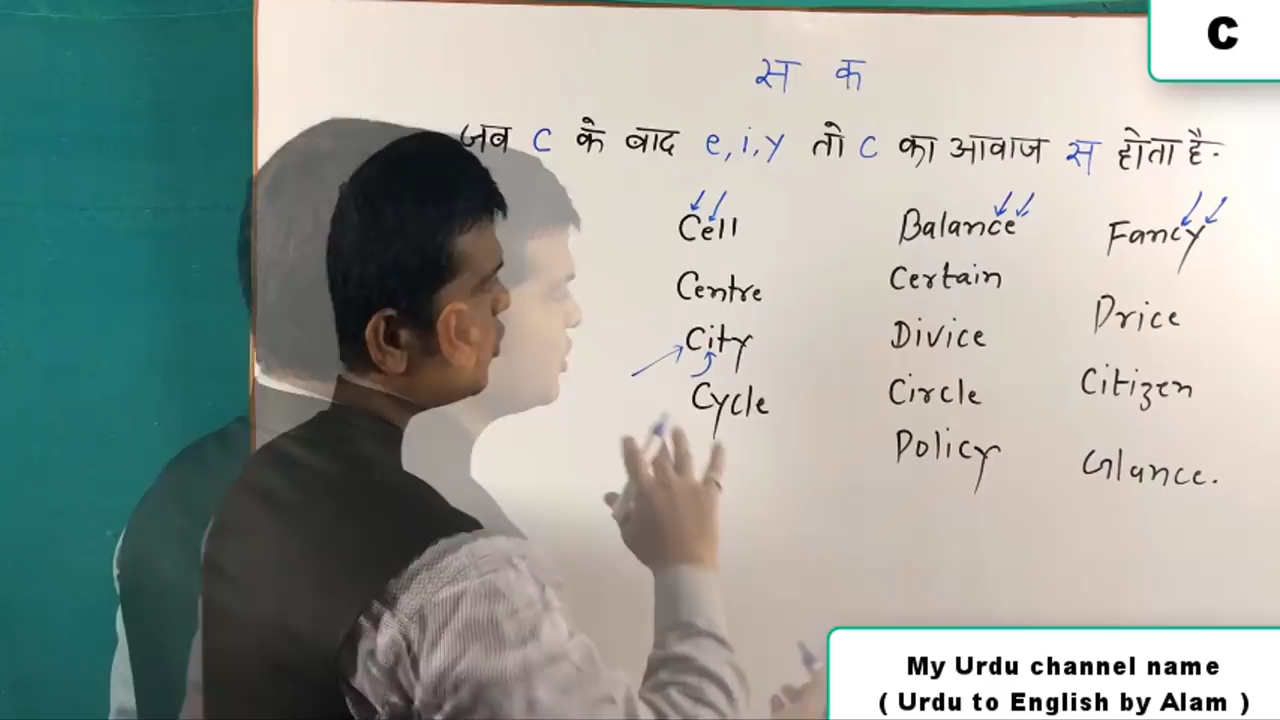 C
स क
जब C के बाद e, i, y तो C का आवाज स होता है.
Cell
Centre
City
Cycle
Balance
Certain
Divice
Circle
Policy
Fancy
Price
Citizen
Glance.
My Urdu channel name
( Urdu to English by Alam )